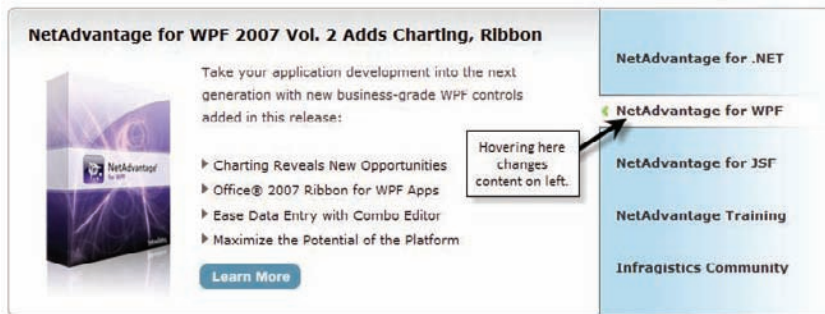 NetAdvantage for WPF 2007 Vol. 2 Adds Charting, Ribbon
Take your application development into the next
generation with new business-grade WPF controls
added in this release:
Charting Reveals New Opportunities
Office® 2007 Ribbon for WPF Apps
Ease Data Entry with Combo Editor
Maximize the Potential of the Platform
Learn More
NetAdvantage
for WPF
Hovering here
changes
content on left.
NetAdvantage for .NET
NetAdvantage for WPF
NetAdvantage for JSF
NetAdvantage Training
Infragistics Community